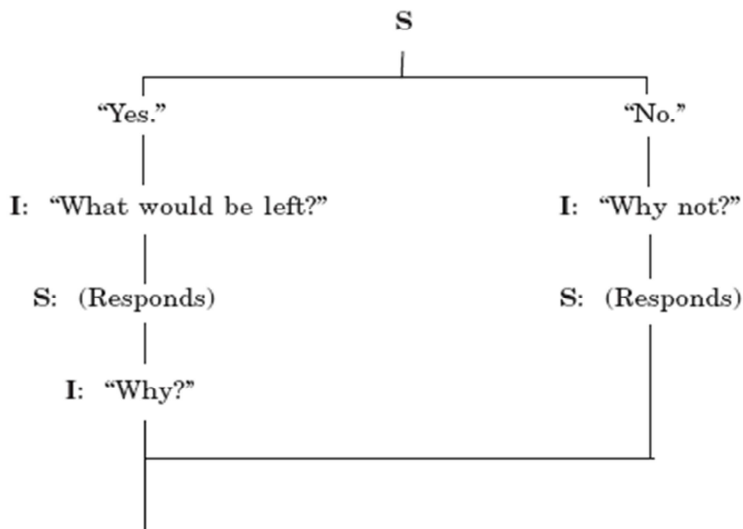 S
“Yes.”
“No.”
I: “What would be left?”
I: “Why not?”
S: (Responds)
S: (Responds)
I: “Why?”